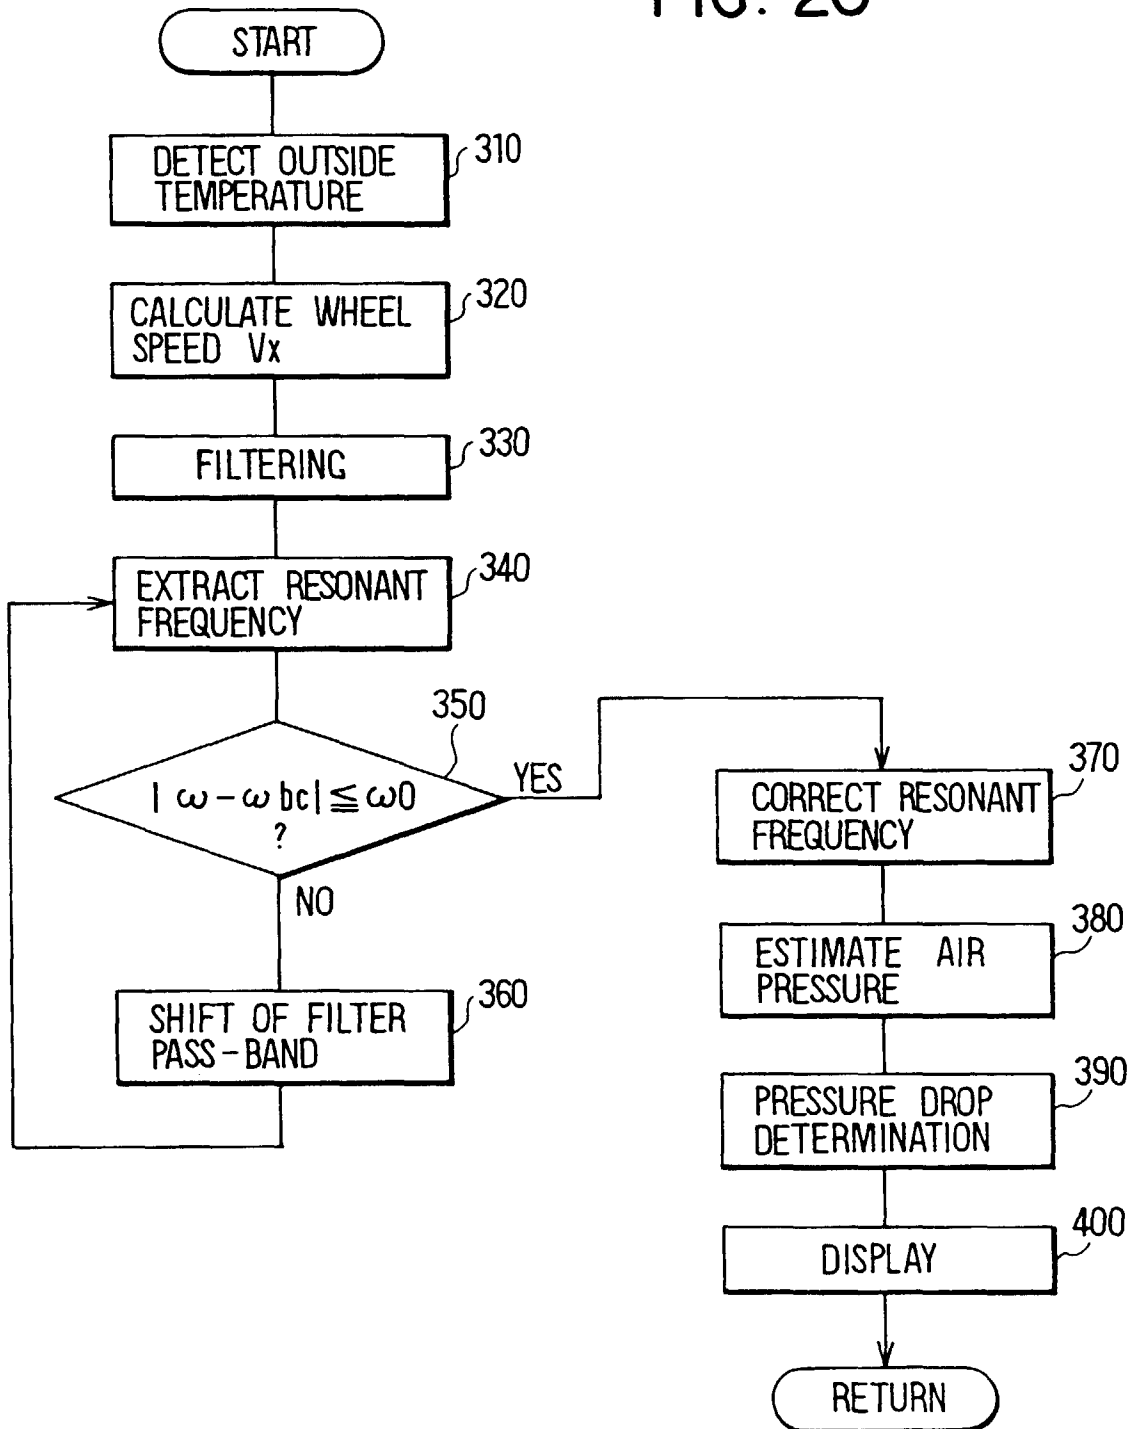 FIG. 20
START
DETECT OUTSIDE
TEMPERATURE
310
CALCULATE WHEEL
SPEED Vx
320
FILTERING
330
EXTRACT RESONANT
FREQUENCY
340
350
| ω - ω bc| ≦ ω0
?
YES
NO
SHIFT OF FILTER
PASS-BAND
360
CORRECT RESONANT
FREQUENCY
370
ESTIMATE AIR
PRESSURE
380
PRESSURE DROP
DETERMINATION
390
DISPLAY
400
RETURN